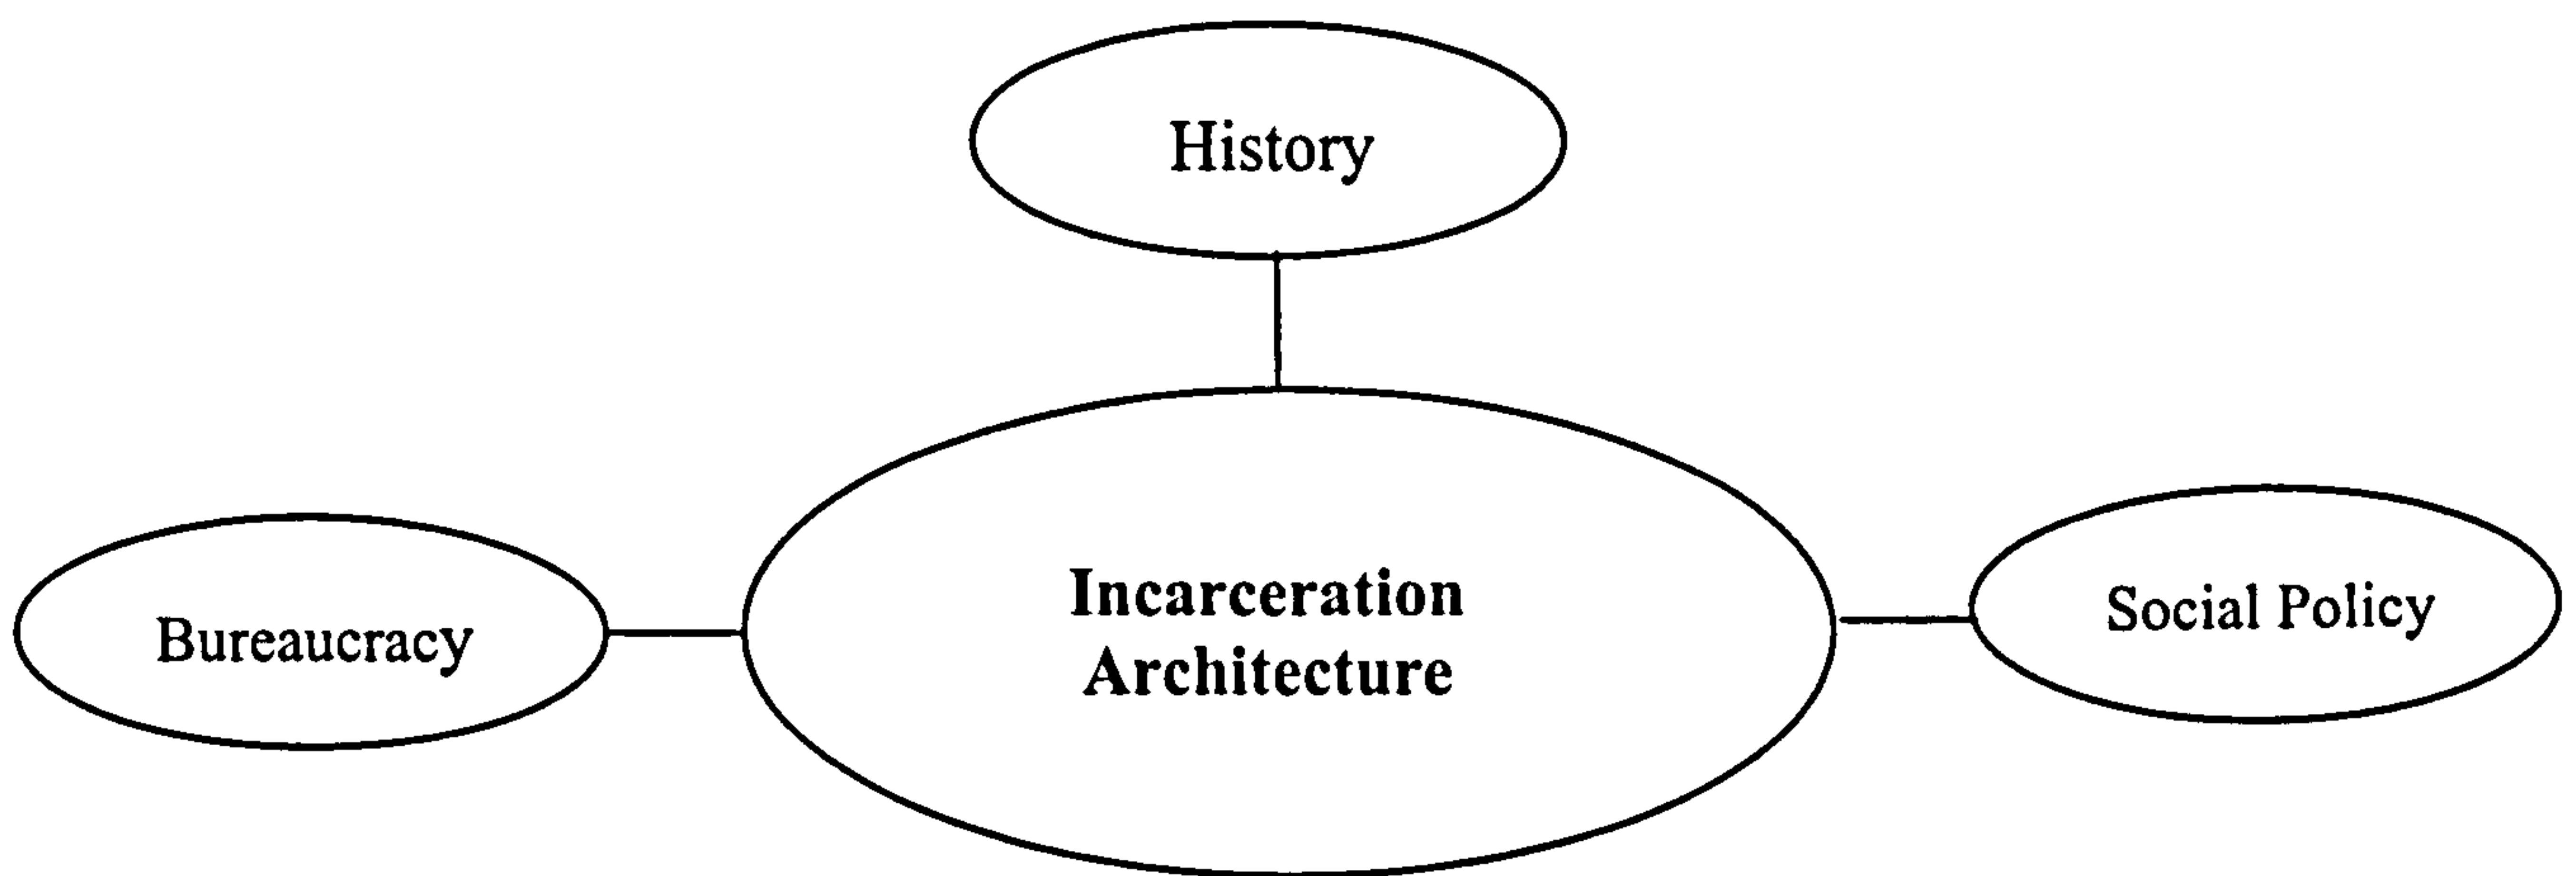 History
Incarceration
Architecture
Bureaucracy
Social Policy